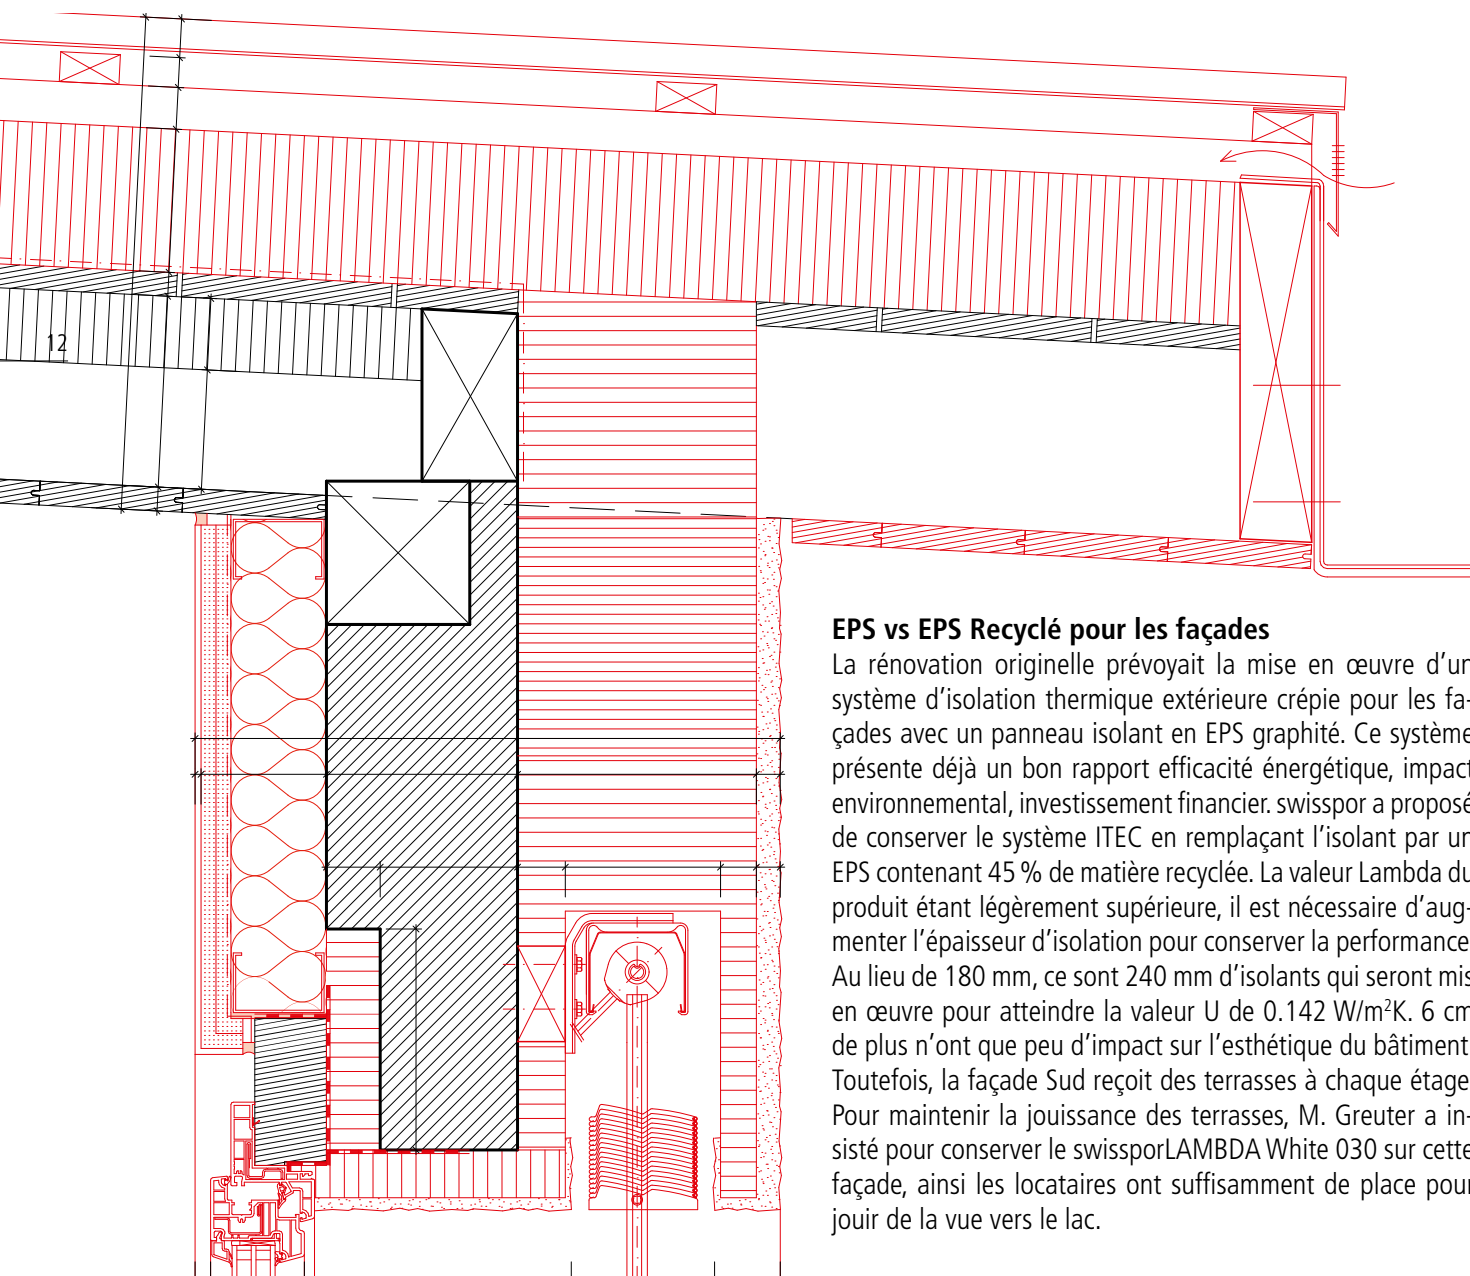 12
EPS vs EPS Recyclé pour les façades
La rénovation originelle prévoyait la mise en œuvre d’un
système d’isolation thermique extérieure crépie pour les fa-
çades avec un panneau isolant en EPS graphité. Ce système
présente déjà un bon rapport efficacité énergétique, impact
environnemental, investissement financier. swisspor a proposé
de conserver le système ITEC en remplaçant l’isolant par un
EPS contenant 45 % de matière recyclée. La valeur Lambda du
produit étant légèrement supérieure, il est nécessaire d’aug-
menter l’épaisseur d’isolation pour conserver la performance
Au lieu de 180 mm, ce sont 240 mm d’isolants qui seront mis
en œuvre pour atteindre la valeur U de 0.142 W/m²K. 6 cm
de plus n’ont que peu d’impact sur l’esthétique du bâtiment
Toutefois, la façade Sud reçoit des terrasses à chaque étage
Pour maintenir la jouissance des terrasses, M. Greuter a in-
sisté pour conserver le swissporLAMBDA White 030 sur cette
façade, ainsi les locataires ont suffisamment de place pour
jouir de la vue vers le lac.